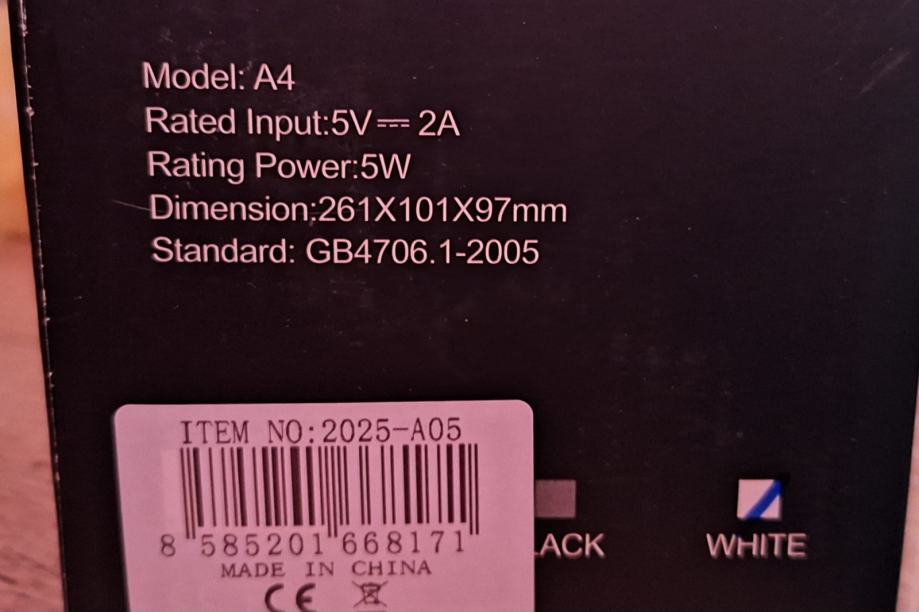 Model: A4
Rated Input:5V⎓2A
Rating Power:5W
Dimension:261X101X97mm
Standard: GB4706.1-2005
ITEM NO:2025-A05
8 585201 668171
MADE IN CHINA
CE
LACK
WHITE